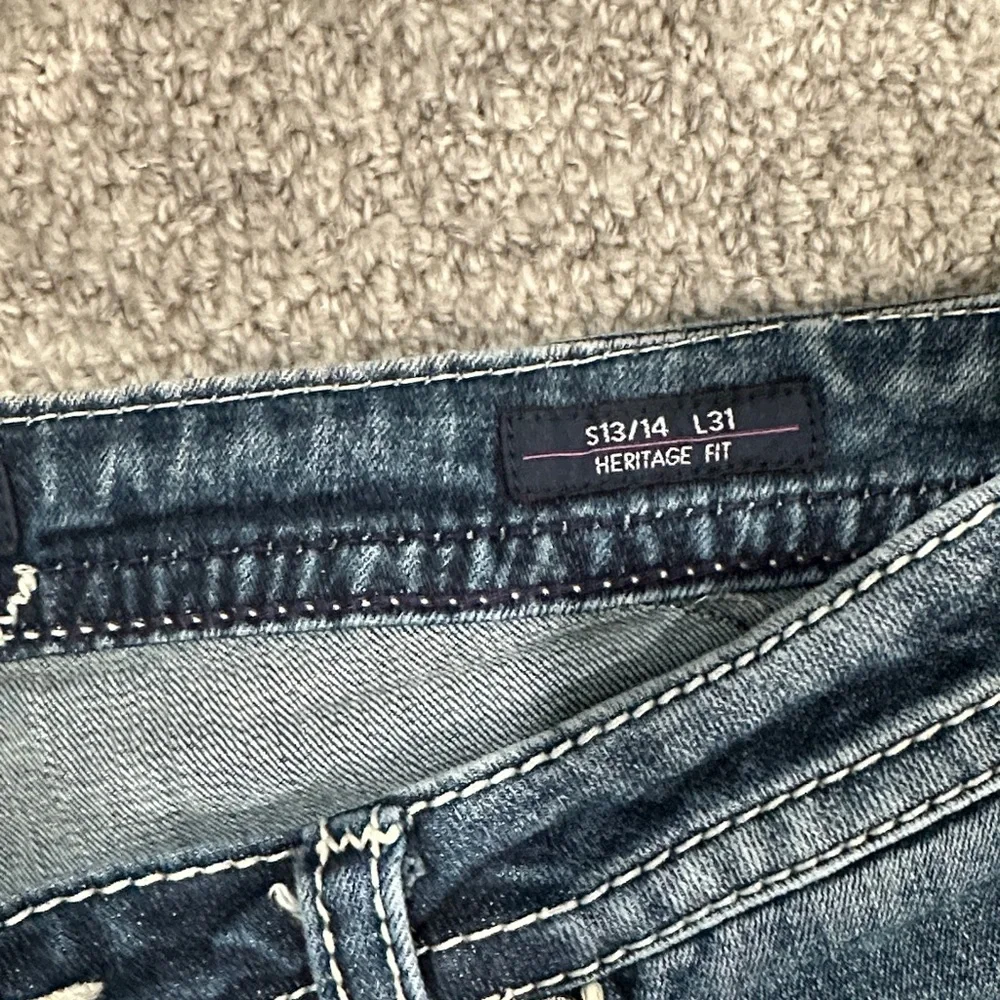 S13/14 L31
HERITAGE FIT